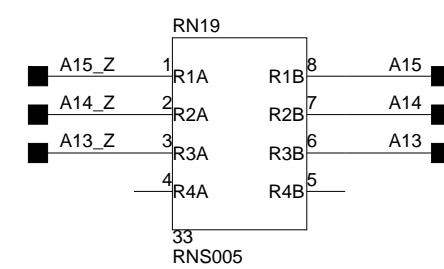 RN19
A15_Z 1 R1A R1B 8 A15
A14_Z 2 R2A R2B 7 A14
A13_Z 3 R3A R3B 6 A13
4 R4A R4B 5
33
RNS005